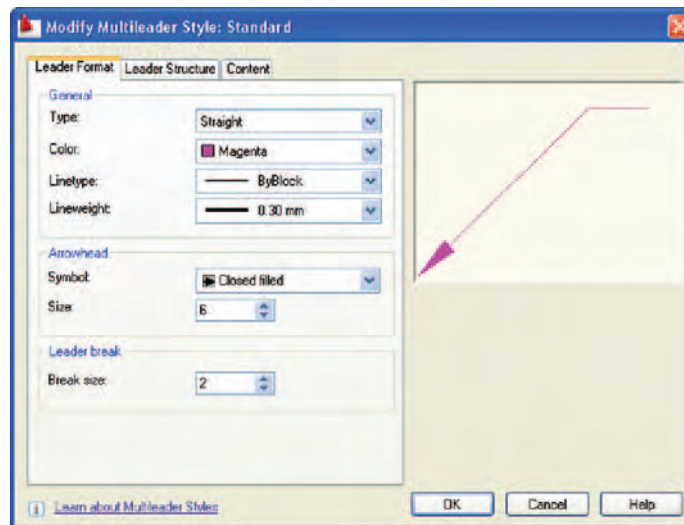 Modify Multileader Style: Standard
Leader Format Leader Structure Content
General
Type: Straight
Color: Magenta
Linetype: ByBlock
Lineweight: 0.30 mm
Arrowhead
Symbol: Closed filled
Size: 6
Leader break
Break size: 2
Learn about Multileader Styles
OK Cancel Help